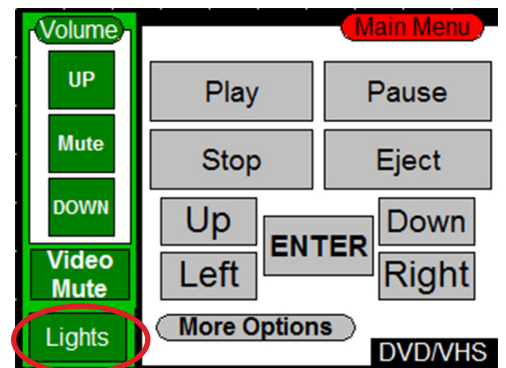 Volume
UP
Mute
DOWN
Video
Mute
Lights
Main Menu
Play
Pause
Stop
Eject
Up
ENTER
Down
Left
Right
More Options
DVD/VHS